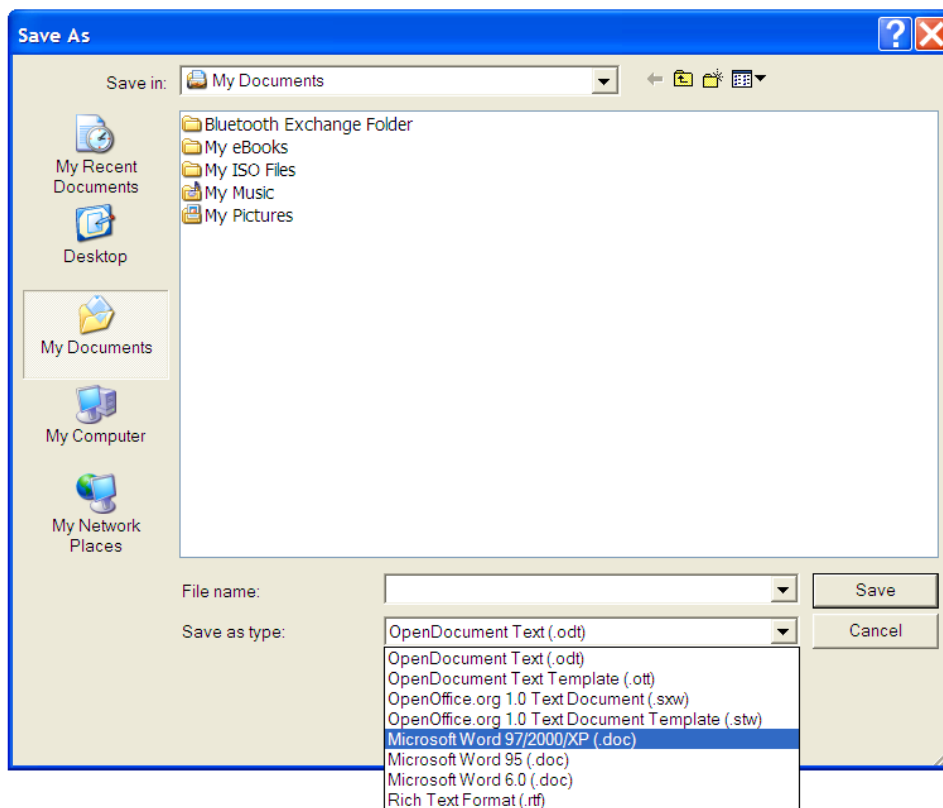 Save As
Save in:
My Documents
My Recent
Documents
Desktop
My Documents
My Computer
My Network
Places
Bluetooth Exchange Folder
My eBooks
My ISO Files
My Music
My Pictures
File name:
Save
Save as type:
OpenDocument Text (.odt)
Cancel
OpenDocument Text (.odt)
OpenDocument Text Template (.ott)
OpenOffice.org 1.0 Text Document (.sxw)
OpenOffice.org 1.0 Text Document Template (.stw)
Microsoft Word 97/2000/XP (.doc)
Microsoft Word 95 (.doc)
Microsoft Word 6.0 (.doc)
Rich Text Format (.rtf)